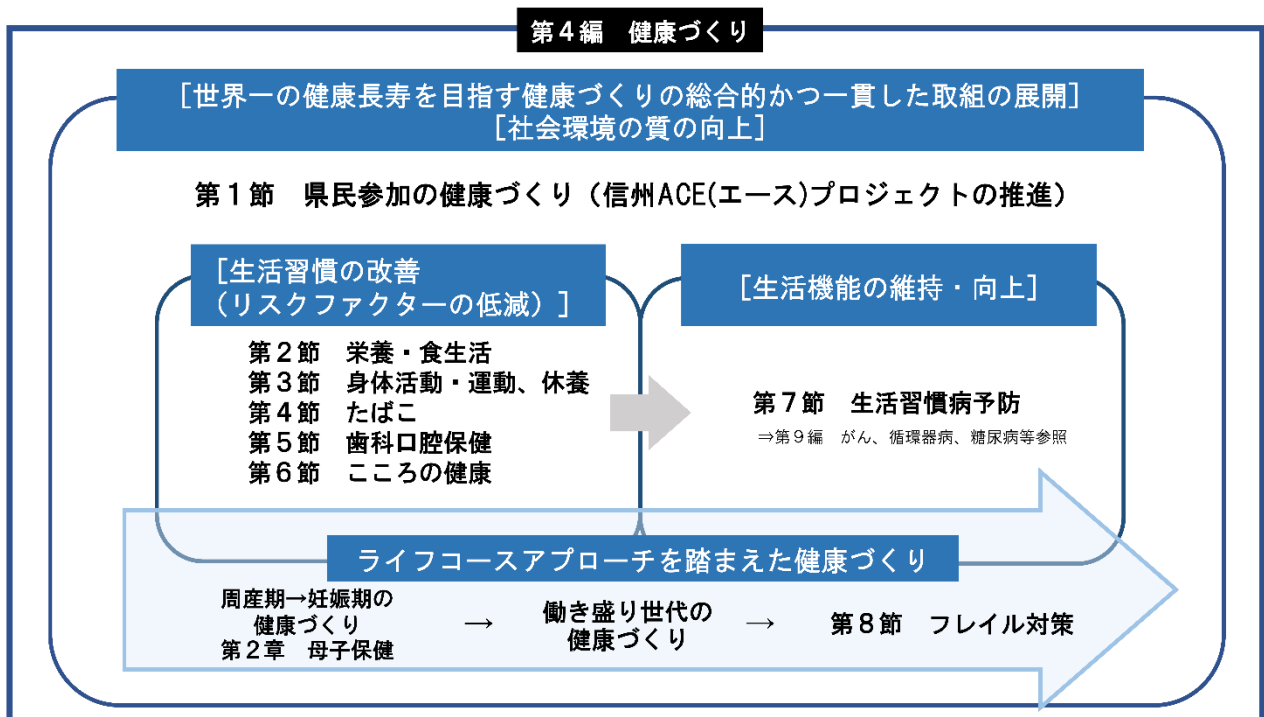 第４編　健康づくり
［世界一の健康長寿を目指す健康づくりの総合的かつ一貫した取組の展開］
［社会環境の質の向上］
第１節　県民参加の健康づくり（信州ACE(エース)プロジェクトの推進）
［生活習慣の改善
（リスクファクターの低減）］
第２節　栄養・食生活
第３節　身体活動・運動、休養
第４節　たばこ
第５節　歯科口腔保健
第６節　こころの健康
［生活機能の維持・向上］
第７節　生活習慣病予防
⇒第９編　がん、循環器病、糖尿病等参照
ライフコースアプローチを踏まえた健康づくり
周産期→妊娠期の
健康づくり
第２章　母子保健
→
働き盛り世代の
健康づくり
→
第８節　フレイル対策